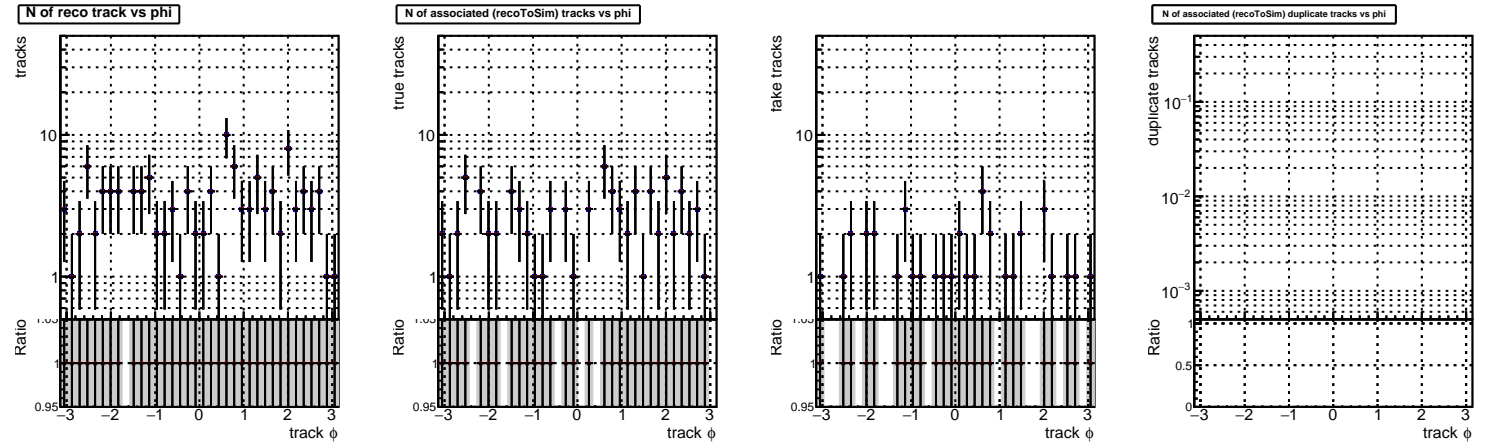 N of reco track vs phi
tracks
10
1
Ratio
1.05
1
0.95
−3 −2 −1 0 1 2 3
track ϕ
N of associated (recoToSim) tracks vs phi
true tracks
10
1
Ratio
1.05
1
0.95
−3 −2 −1 0 1 2 3
track ϕ
fake tracks
10
1
Ratio
1.05
1
0.95
−3 −2 −1 0 1 2 3
track ϕ
N of associated (recoToSim) duplicate tracks vs phi
duplicate tracks
10⁻¹
10⁻²
10⁻³
Ratio
1
0.5
0
−3 −2 −1 0 1 2 3
track ϕ